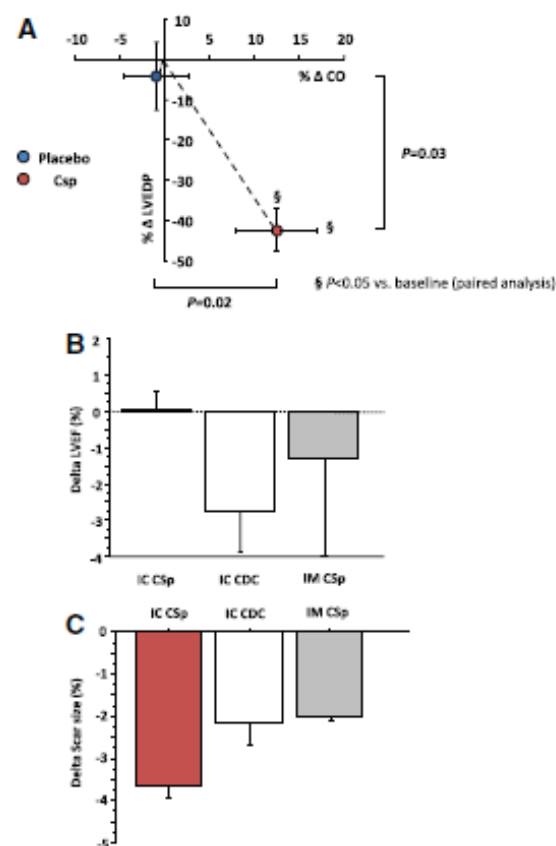 A
10
-10 -5 5 10 15 20
% Δ CO
-10
-20
-30
-40
-50
% Δ LVEDP
Placebo
Csp
§
§
P=0.03
P=0.02
§ P<0.05 vs. baseline (paired analysis)
B
2
1
0
-1
-2
-3
-4
Delta LVEF (%)
IC CSp IC CDC IM CSp
C
IC CSp IC CDC IM CSp
0
-1
-2
-3
-4
-5
Delta Scar size (%)